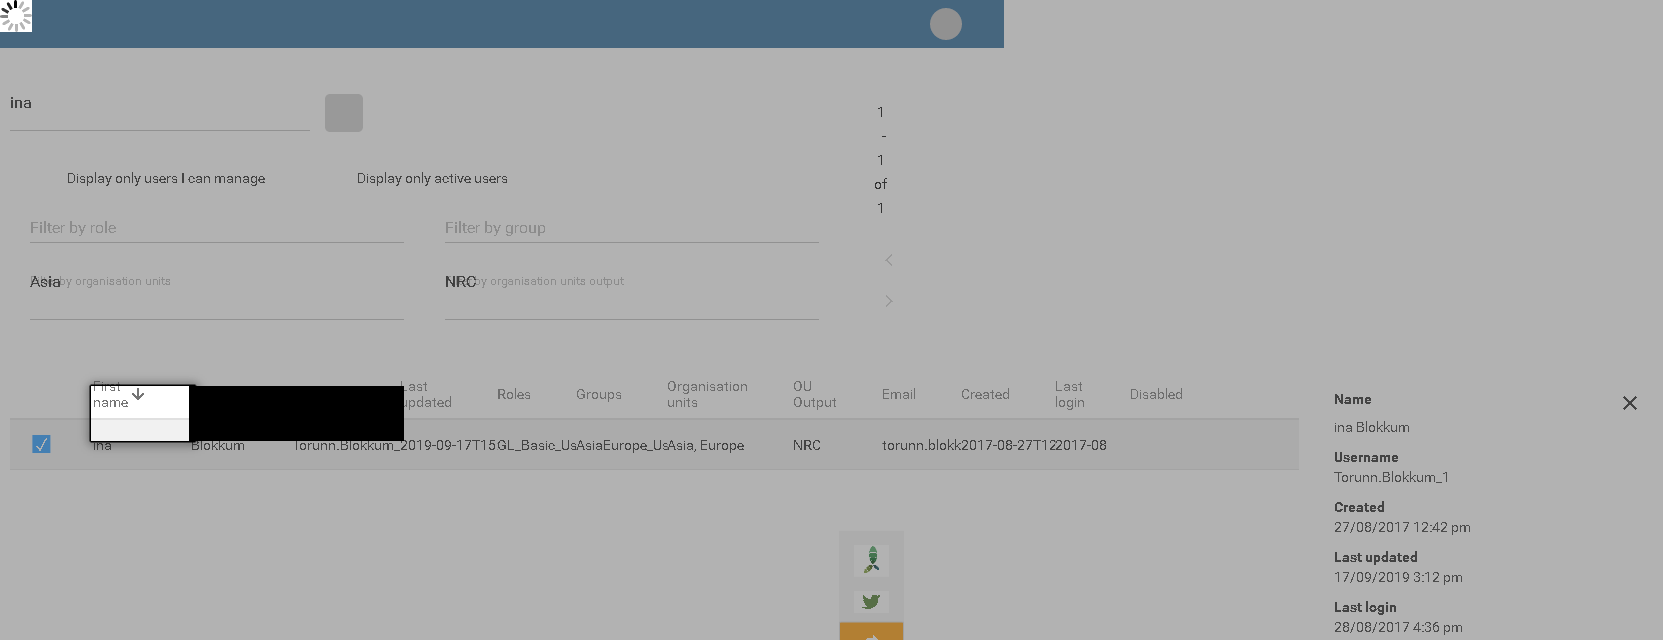 ina
1
-
1
of
1
Display only users I can manage
Display only active users
Filter by role
Filter by group
Asia
by organisation units
NRC
by organisation units output
First name
Last updated
Roles
Groups
Organisation units
OU Output
Email
Created
Last login
Disabled
ina
Blokkum
Torunn.Blokkum_
2019-09-17T15
GL_Basic_Us
AsiaEurope_Us
Asia, Europe
NRC
torunn.blokk
2017-08-27T12
2017-08
Name
ina Blokkum
Username
Torunn.Blokkum_1
Created
27/08/2017 12:42 pm
Last updated
17/09/2019 3:12 pm
Last login
28/08/2017 4:36 pm